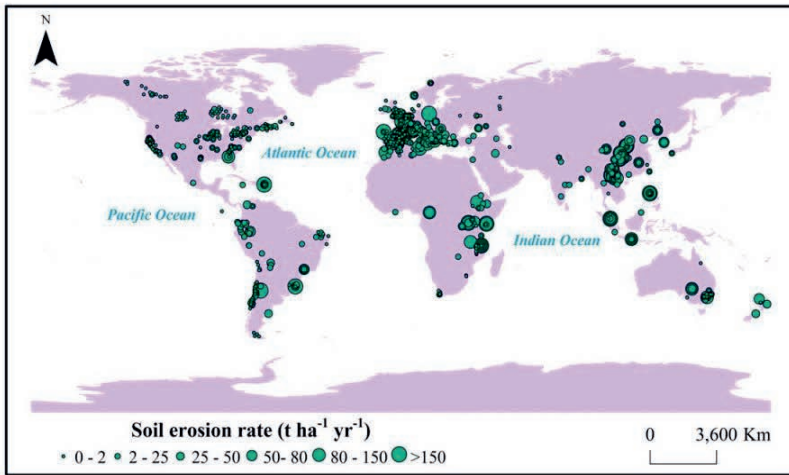 N
Atlantic Ocean
Pacific Ocean
Indian Ocean
Soil erosion rate (t ha⁻¹ yr⁻¹)
0 - 2 2 - 25 25 - 50 50 - 80 80 - 150 >150
0 3,600 Km